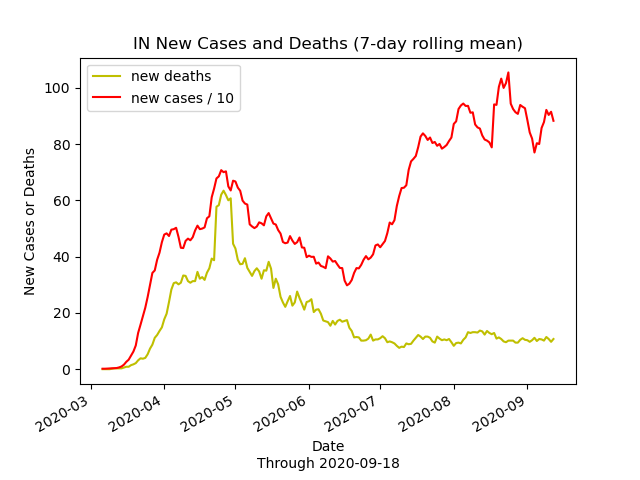 IN New Cases and Deaths (7-day rolling mean)
new deaths
new cases / 10
New Cases or Deaths
100
80
60
40
20
0
2020-03
2020-04
2020-05
2020-06
2020-07
2020-08
2020-09
Date
Through 2020-09-18